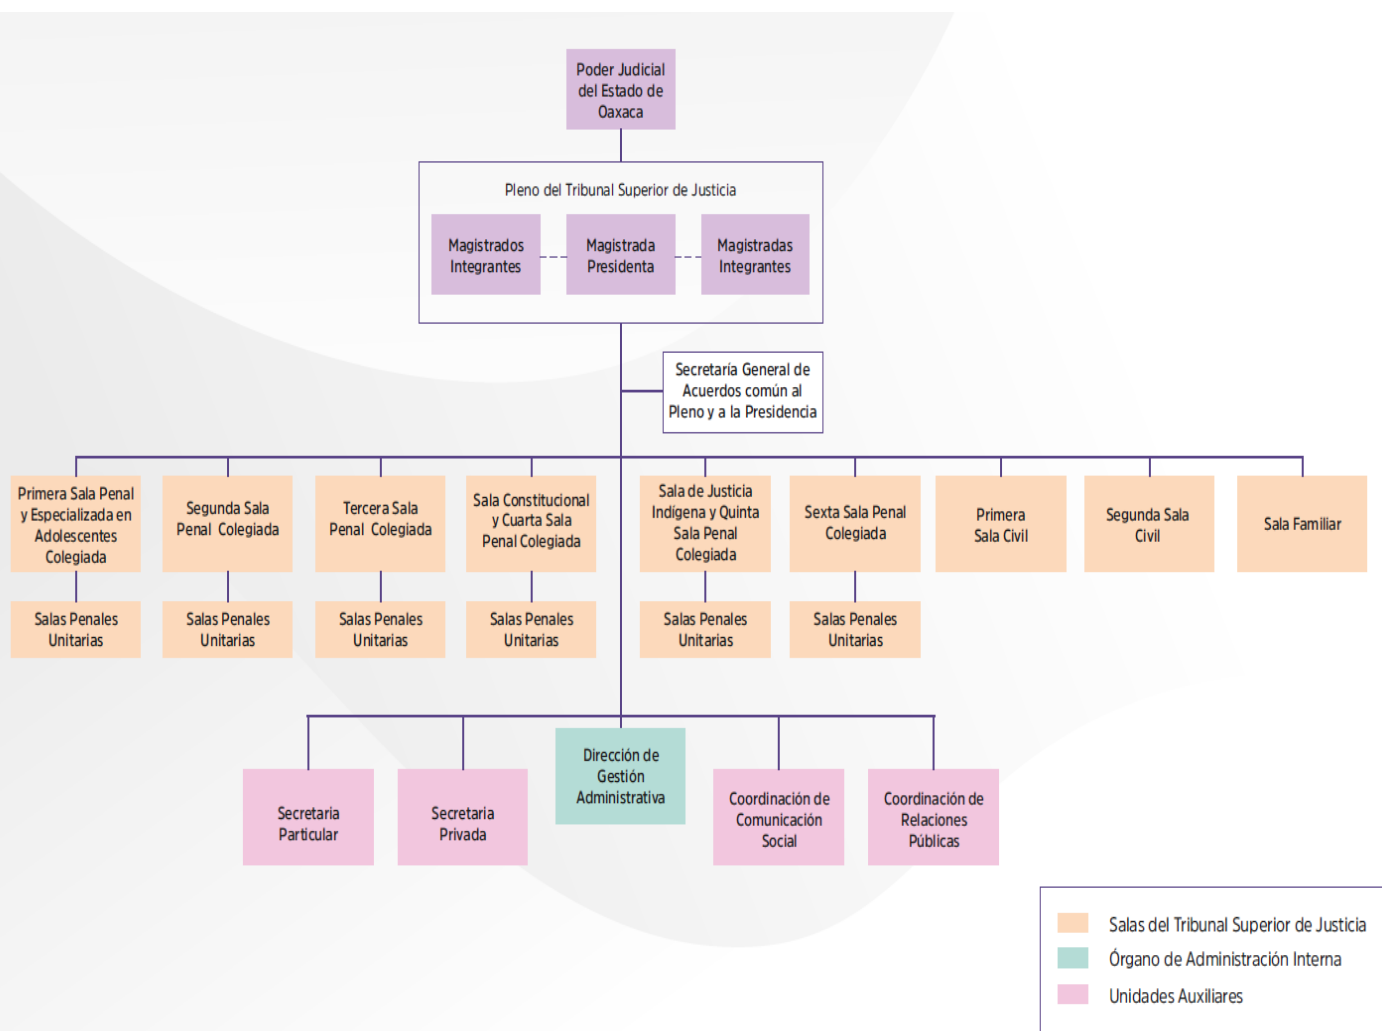 Poder Judicial
del Estado de
Oaxaca
Pleno del Tribunal Superior de Justicia
Magistrados
Integrantes
Magistrada
Presidenta
Magistradas
Integrantes
Secretaría General de
Acuerdos común al
Pleno y a la Presidencia
Primera Sala Penal
y Especializada en
Adolescentes
Colegiada
Segunda Sala
Penal Colegiada
Tercera Sala
Penal Colegiada
Sala Constitucional
y Cuarta Sala
Penal Colegiada
Sala de Justicia
Indígena y Quinta
Sala Penal
Colegiada
Sexta Sala Penal
Colegiada
Primera
Sala Civil
Segunda Sala
Civil
Sala Familiar
Salas Penales
Unitarias
Salas Penales
Unitarias
Salas Penales
Unitarias
Salas Penales
Unitarias
Salas Penales
Unitarias
Salas Penales
Unitarias
Secretaria
Particular
Secretaria
Privada
Dirección de
Gestión
Administrativa
Coordinación de
Comunicación
Social
Coordinación de
Relaciones
Públicas
Salas del Tribunal Superior de Justicia
Órgano de Administración Interna
Unidades Auxiliares